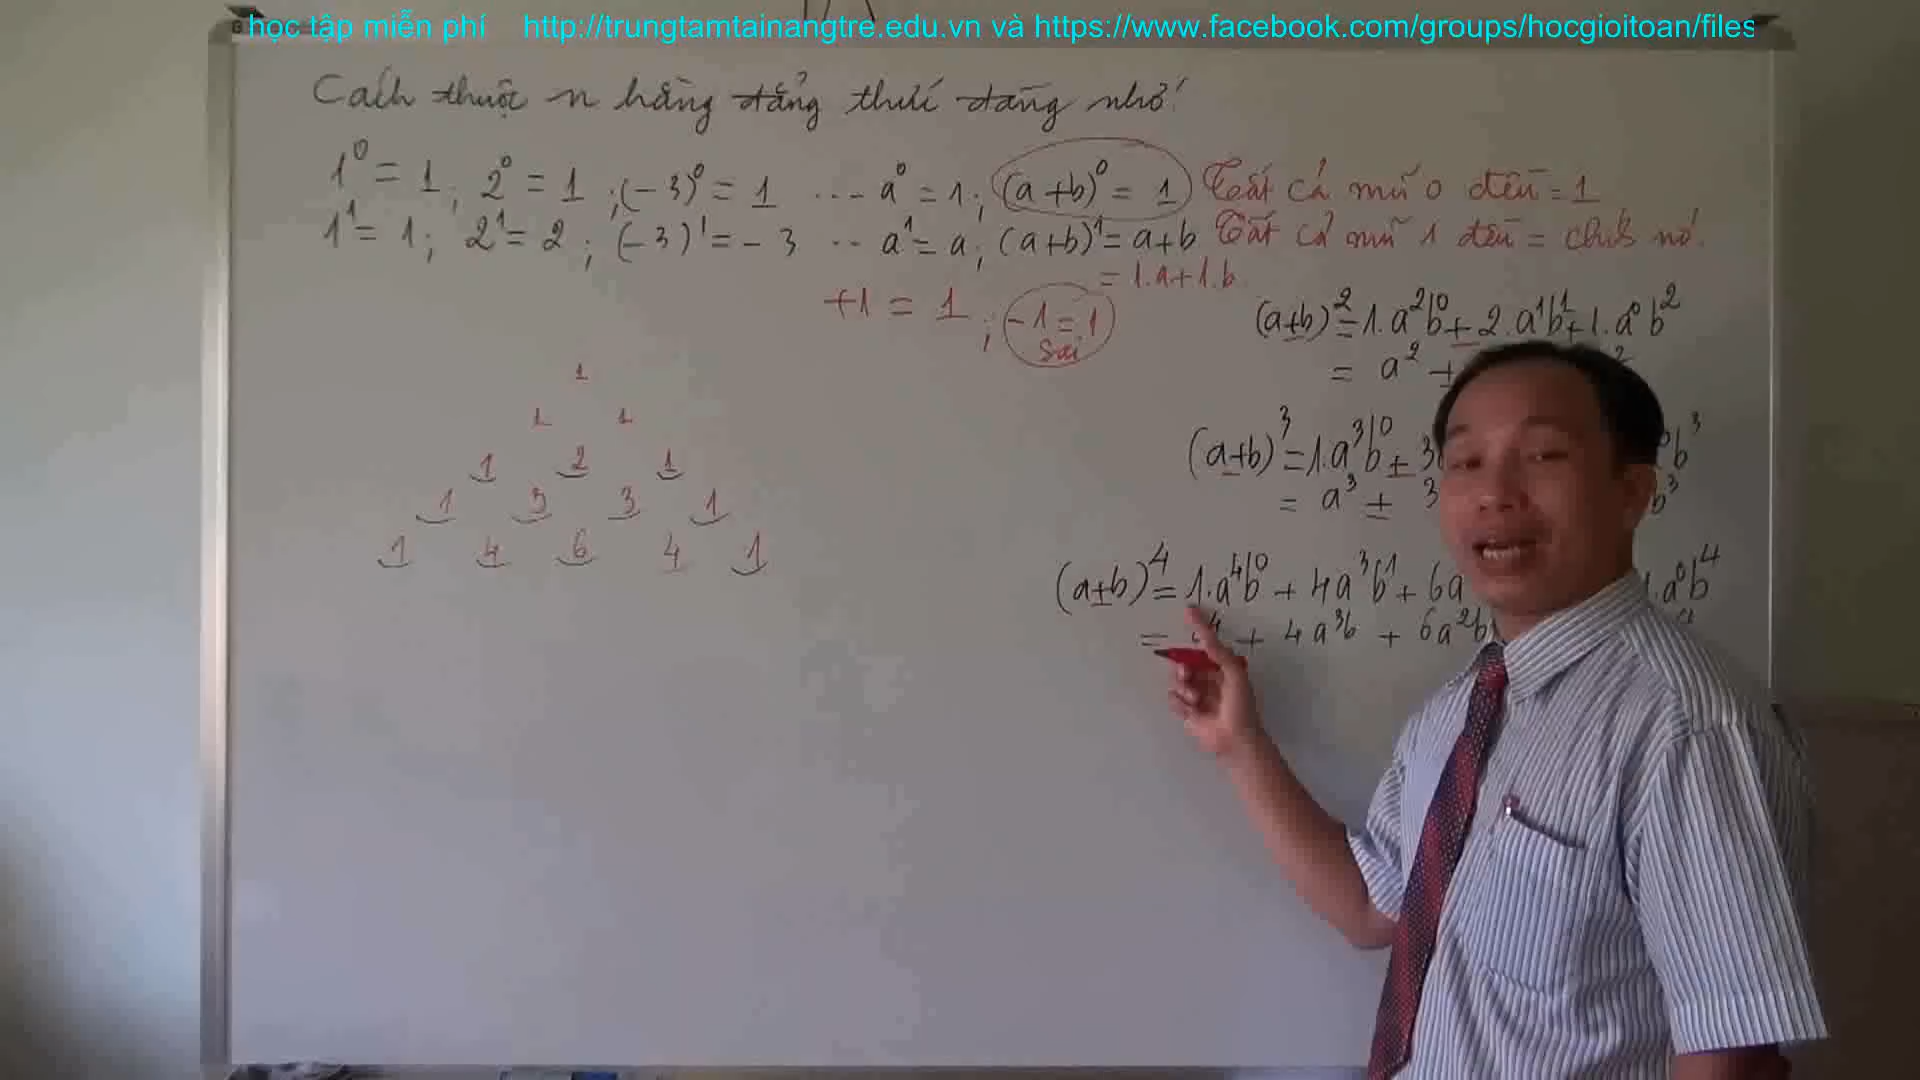 học tập miễn phí http://trungtamtainangtre.edu.vn và https://www.facebook.com/groups/hocgioitoan/files
Cách thuộc n hằng đẳng thức đáng nhớ!
1⁰ = 1 ; 2⁰ = 1 ; (-3)⁰ = 1 ... a⁰ = 1 ; (a+b)⁰ = 1 Tất cả mũ 0 đều = 1
1¹ = 1 ; 2¹ = 2 ; (-3)¹ = -3 .. a¹ = a ; (a+b)¹ = a+b Tất cả mũ 1 đều = chính nó.
= 1.a+1.b
+1 = 1 ; -1 = 1
Sai
(a±b)² = 1.a²b⁰ ± 2.a¹b¹ + 1.a⁰b²
= a² ±
(a±b)³ = 1.a³b⁰ ± 3 b³
= a³ ± 3 b³
(a±b)⁴ = 1.a⁴b⁰ + 4a³b¹ + 6a .a⁰b⁴
= + 4a³b + 6a²b
1
1 1
1 2 1
1 3 3 1
1 4 6 4 1